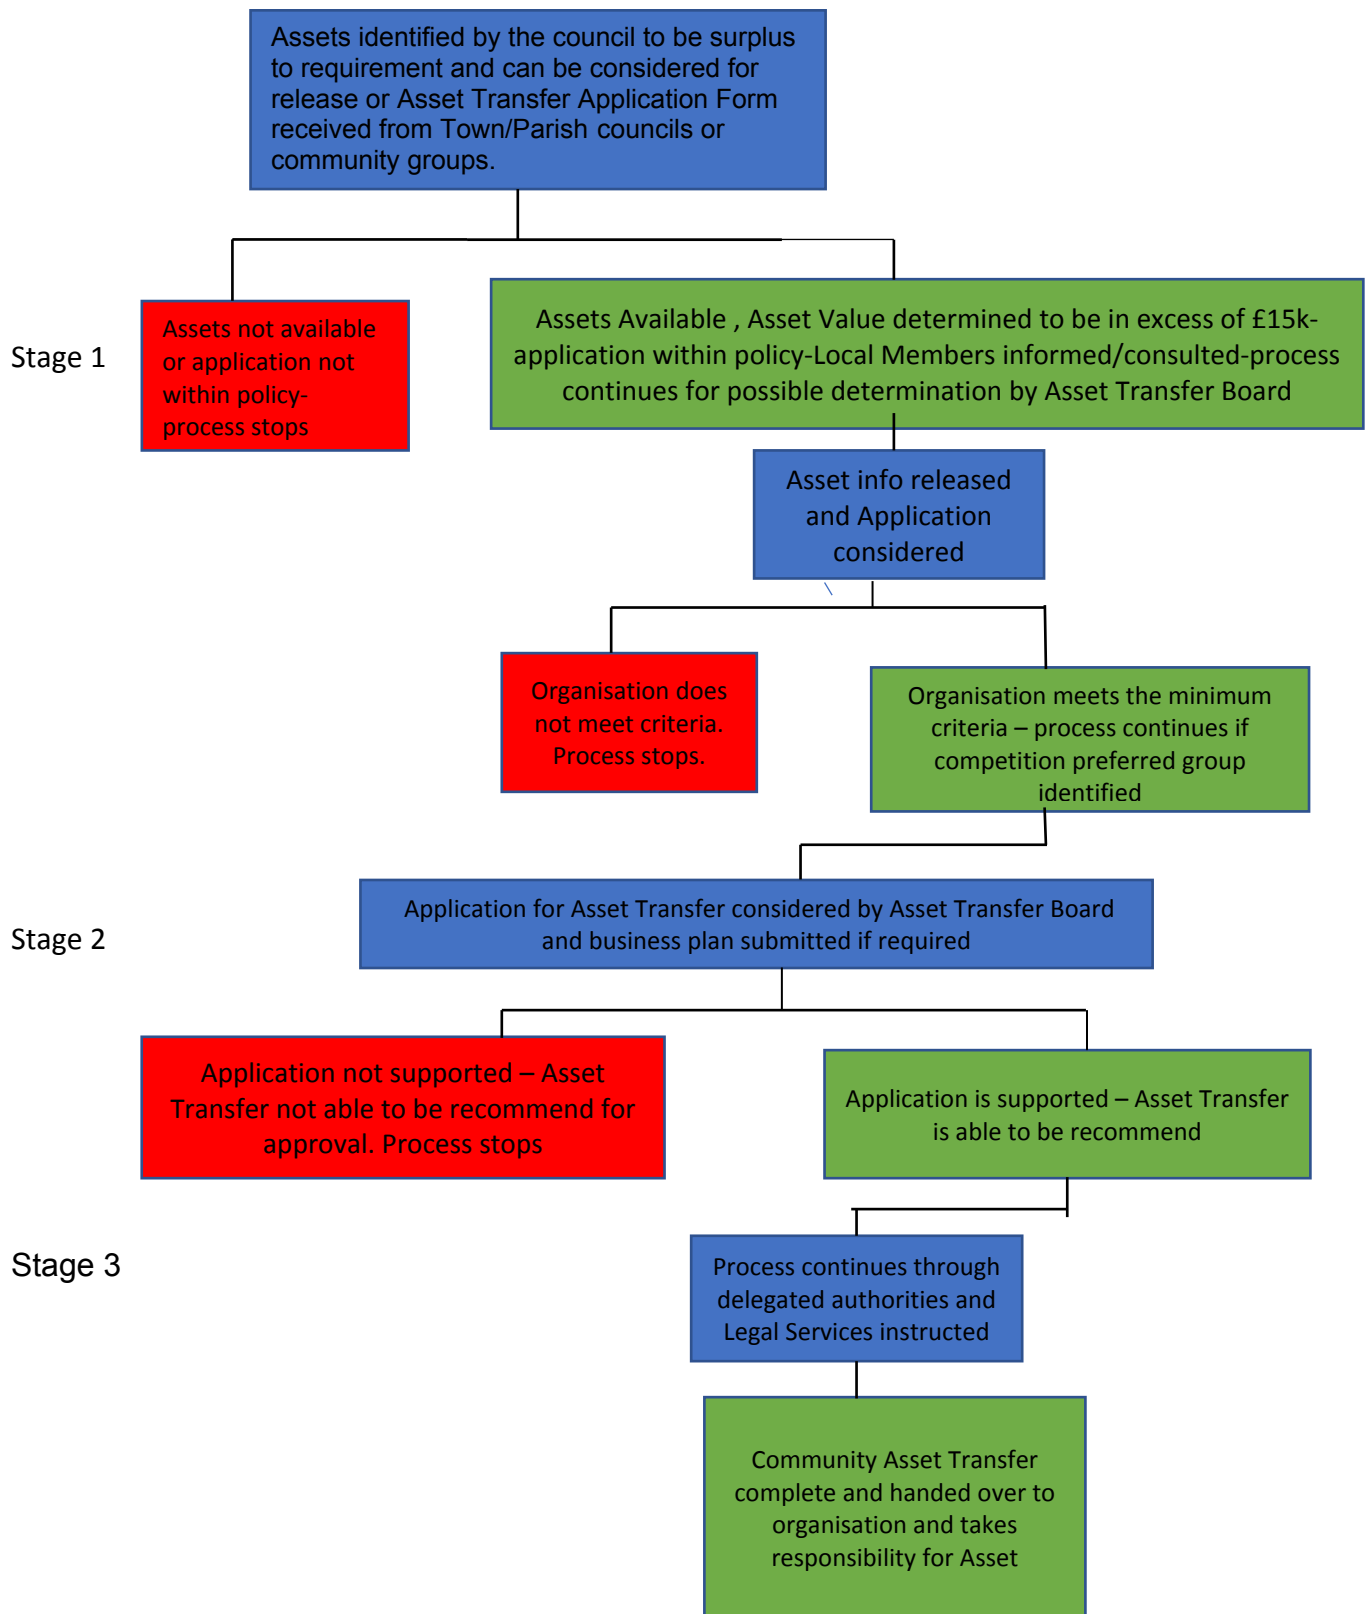 Assets identified by the council to be surplus
to requirement and can be considered for
release or Asset Transfer Application Form
received from Town/Parish councils or
community groups.
Stage 1
Assets not available
or application not
within policy-
process stops
Assets Available , Asset Value determined to be in excess of £15k-
application within policy-Local Members informed/consulted-process
continues for possible determination by Asset Transfer Board
Asset info released
and Application
considered
Organisation does
not meet criteria.
Process stops.
Organisation meets the minimum
criteria – process continues if
competition preferred group
identified
Stage 2
Application for Asset Transfer considered by Asset Transfer Board
and business plan submitted if required
Application not supported – Asset
Transfer not able to be recommend for
approval. Process stops
Application is supported – Asset Transfer
is able to be recommend
Stage 3
Process continues through
delegated authorities and
Legal Services instructed
Community Asset Transfer
complete and handed over to
organisation and takes
responsibility for Asset